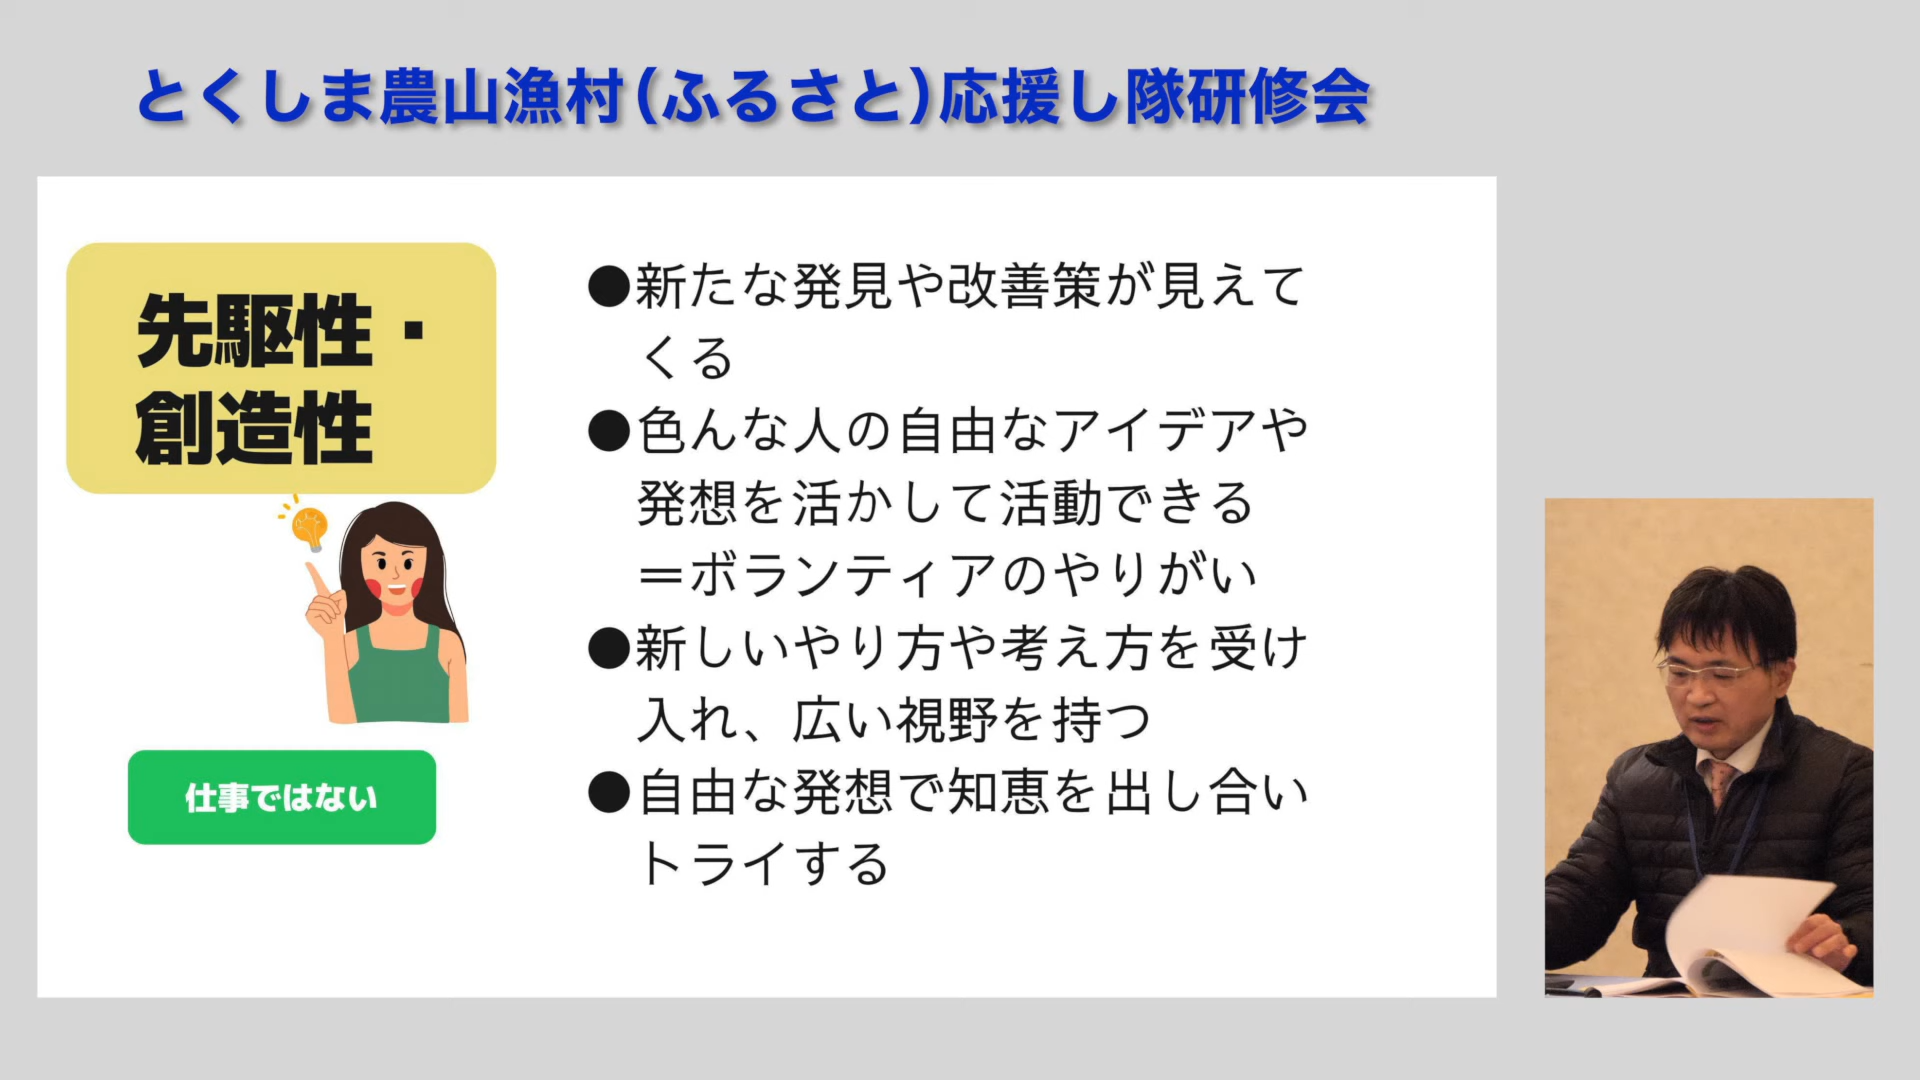 とくしま農山漁村(ふるさと)応援し隊研修会
先駆性・
創造性
仕事ではない
●新たな発見や改善策が見えて
くる
●色んな人の自由なアイデアや
発想を活かして活動できる
＝ボランティアのやりがい
●新しいやり方や考え方を受け
入れ、広い視野を持つ
●自由な発想で知恵を出し合い
トライする